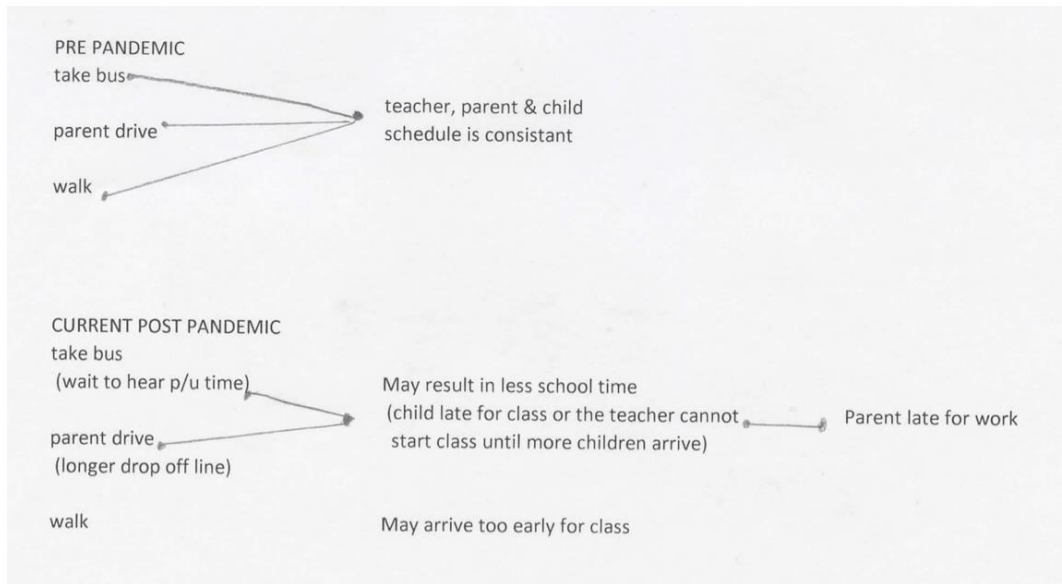 PRE PANDEMIC
take bus
parent drive
walk
teacher, parent & child
schedule is consistant
CURRENT POST PANDEMIC
take bus
(wait to hear p/u time)
parent drive
(longer drop off line)
walk
May result in less school time
(child late for class or the teacher cannot
start class until more children arrive)
Parent late for work
May arrive too early for class